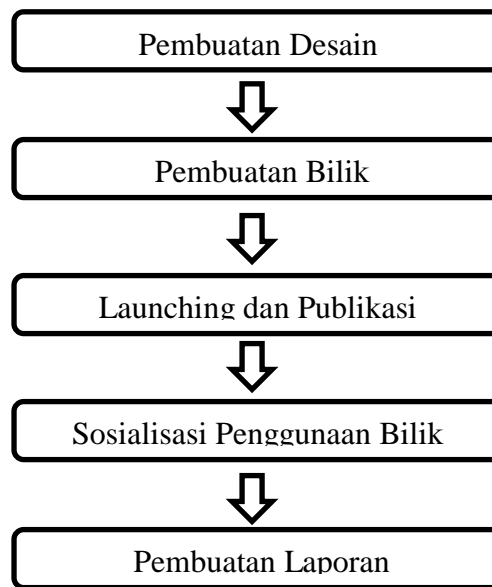 Pembuatan Desain
Pembuatan Bilik
Launching dan Publikasi
Sosialisasi Penggunaan Bilik
Pembuatan Laporan